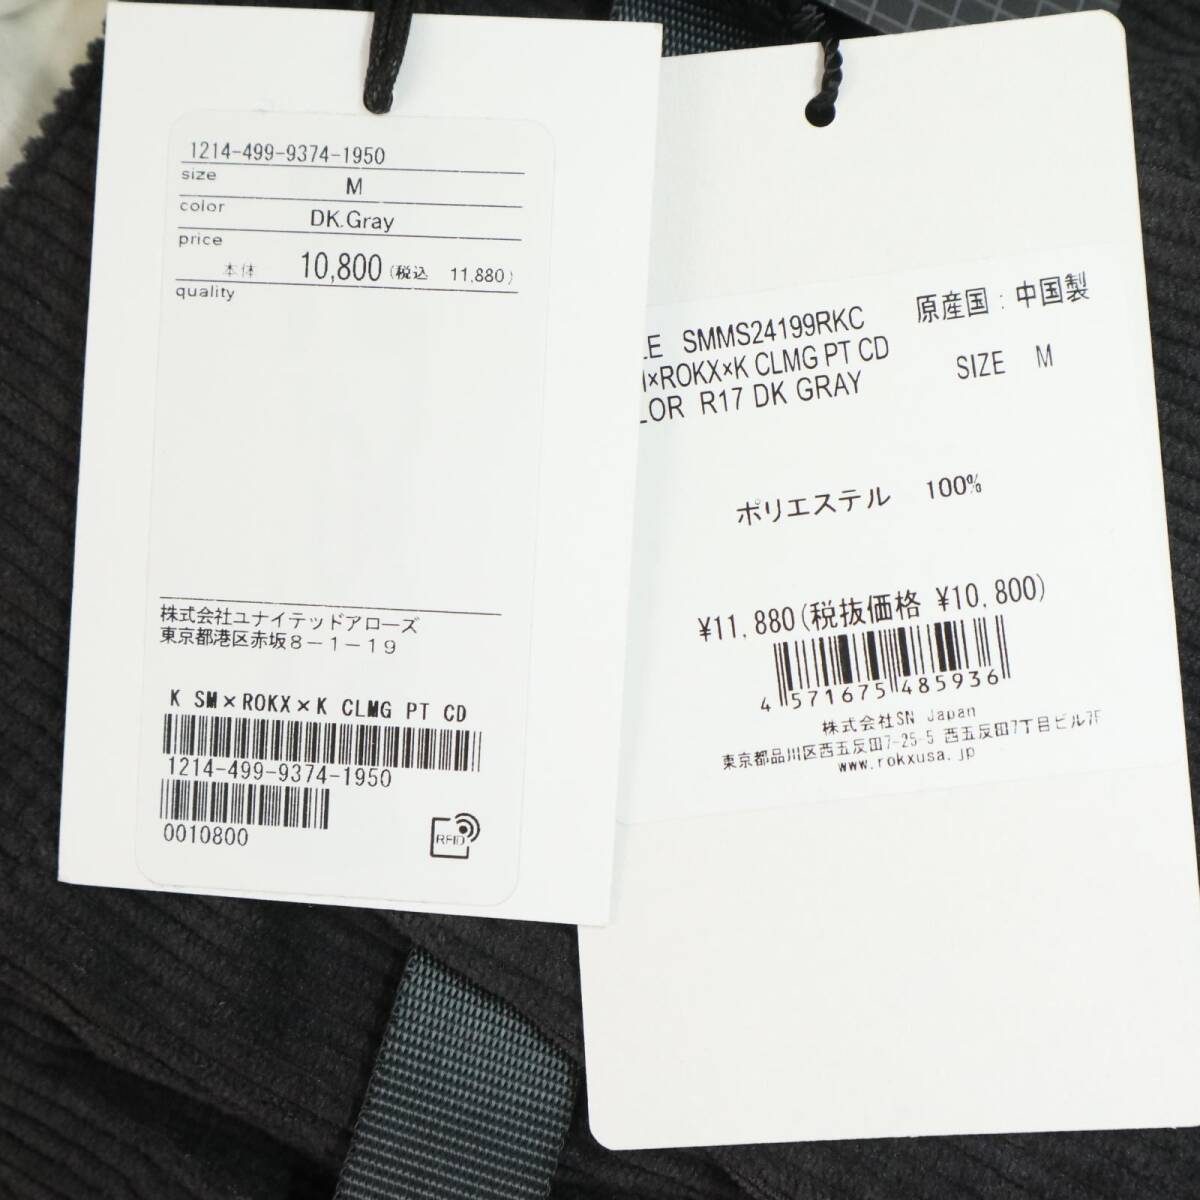 1214-499-9374-1950
size
M
color
DK.Gray
price
本体 10,800 (税込 11,880)
quality
株式会社ユナイテッドアローズ
東京都港区赤坂8-1-19
K SM×ROKX×K CLMG PT CD
1214-499-9374-1950
0010800
RFID
LE SMMS24199RKC 原産国:中国製
×ROKX×K CLMG PT CD
LOR R17 DK GRAY SIZE M
ポリエステル 100%
¥11,880(税抜価格 ¥10,800)
4 571675 485936
株式会社SN Japan
東京都品川区西五反田7-25-5 西五反田7丁目ビル7F
www.rokxusa.jp